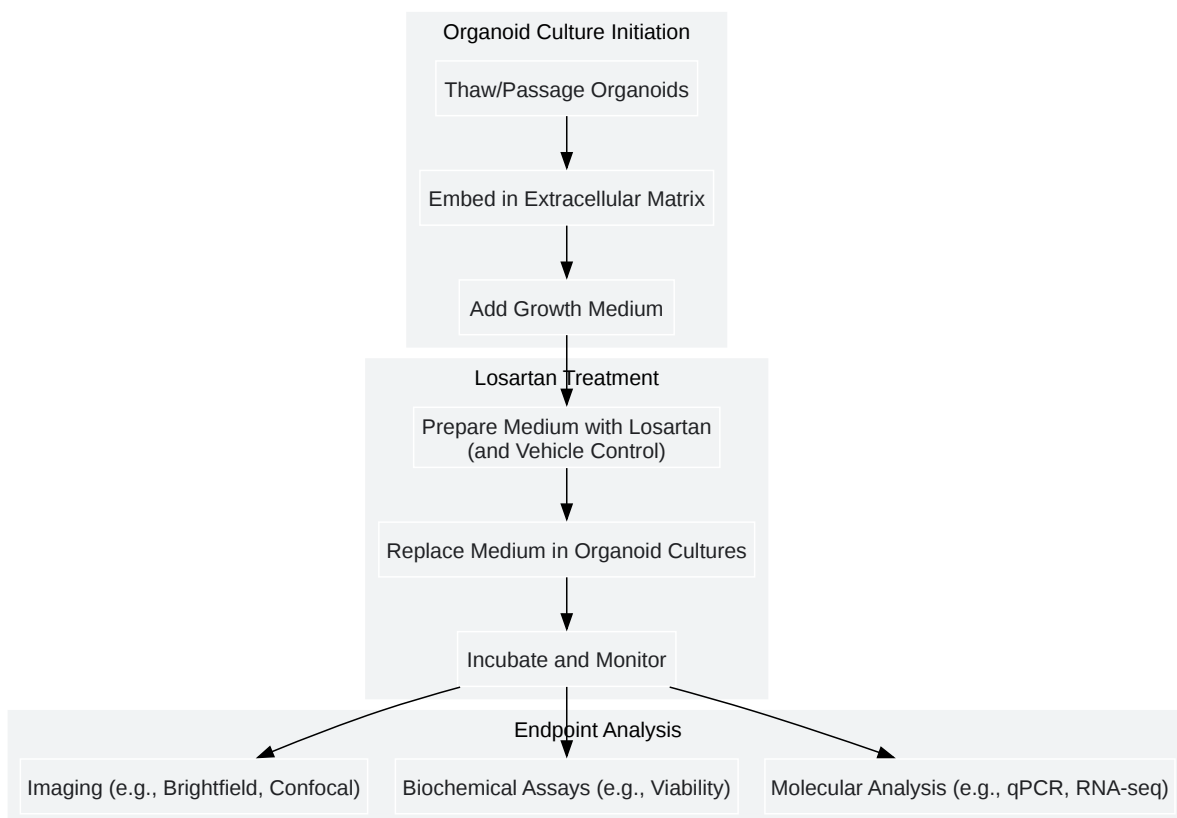 Organoid Culture Initiation
Thaw/Passage Organoids
Embed in Extracellular Matrix
Add Growth Medium
Losartan Treatment
Prepare Medium with Losartan
(and Vehicle Control)
Replace Medium in Organoid Cultures
Incubate and Monitor
Endpoint Analysis
Imaging (e.g., Brightfield, Confocal)
Biochemical Assays (e.g., Viability)
Molecular Analysis (e.g., qPCR, RNA-seq)